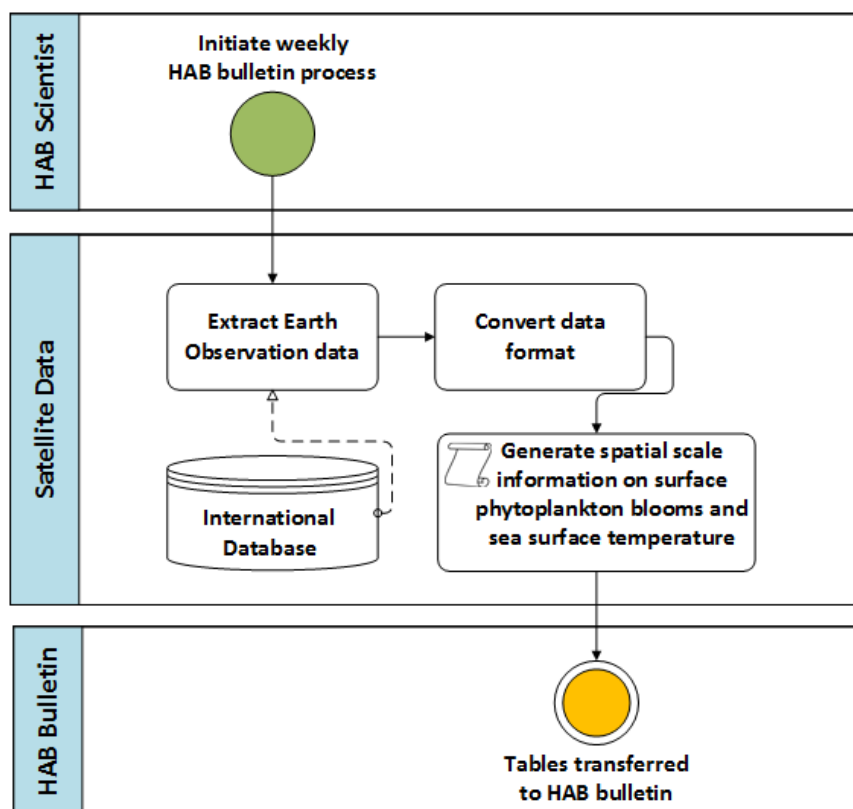 HAB Scientist
Initiate weekly
HAB bulletin process
Satellite Data
Extract Earth
Observation data
Convert data
format
International
Database
Generate spatial scale
information on surface
phytoplankton blooms and
sea surface temperature
HAB Bulletin
Tables transferred
to HAB bulletin